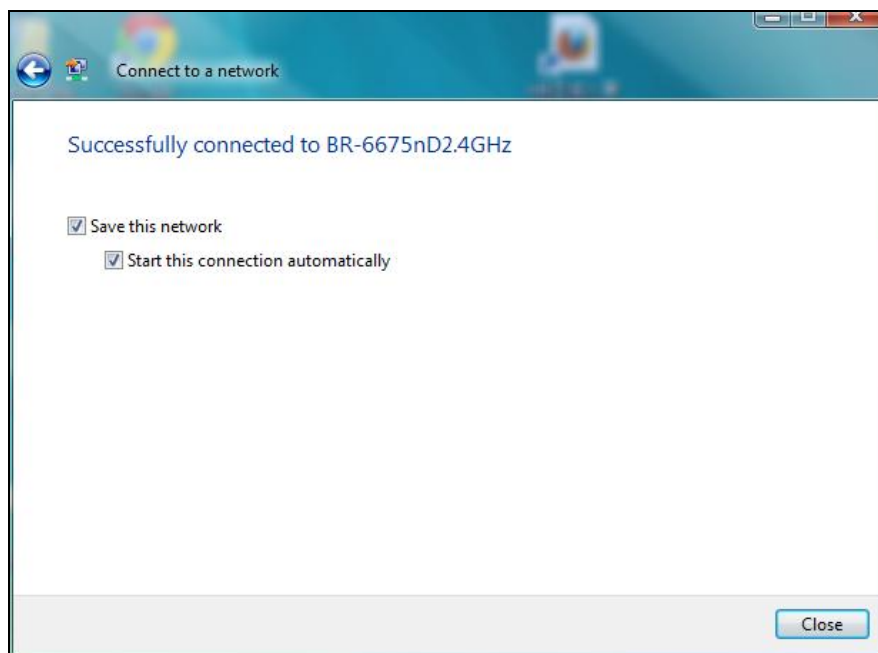 Connect to a network
Successfully connected to BR-6675nD2.4GHz
Save this network
Start this connection automatically
Close